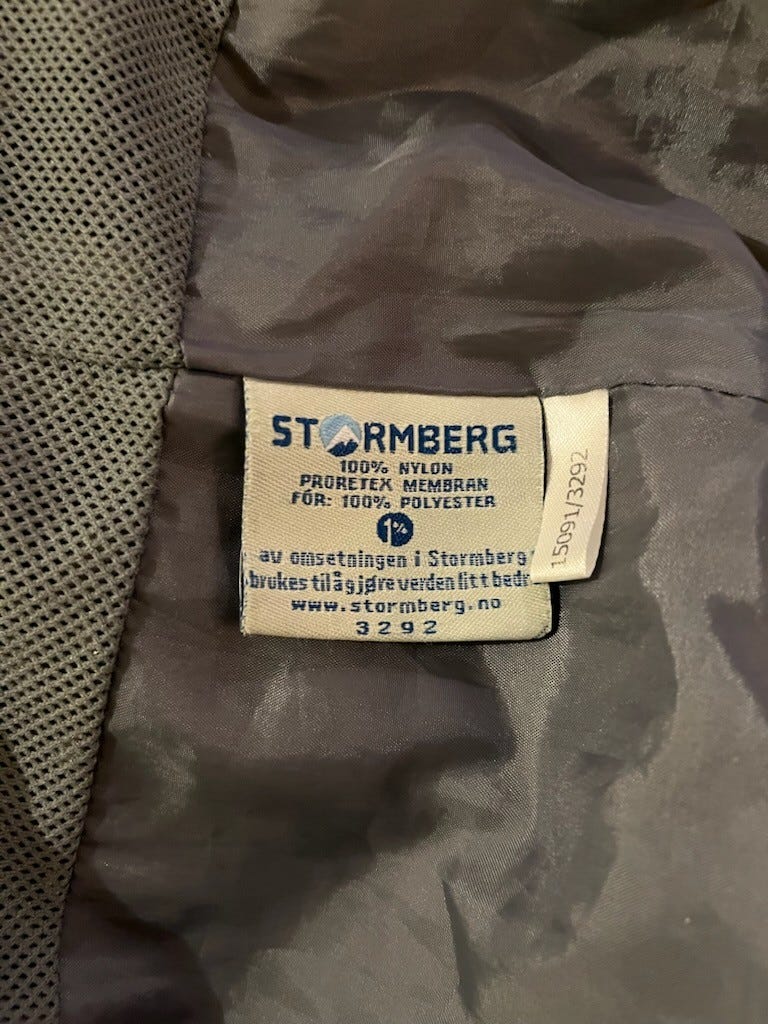 STORMBERG
100% NYLON
PRORETEX MEMBRAN
FÓR: 100% POLYESTER
1%
av omsetningen i Stormberg
brukes til å gjøre verden litt bedr
www.stormberg.no
3292
15091/3292